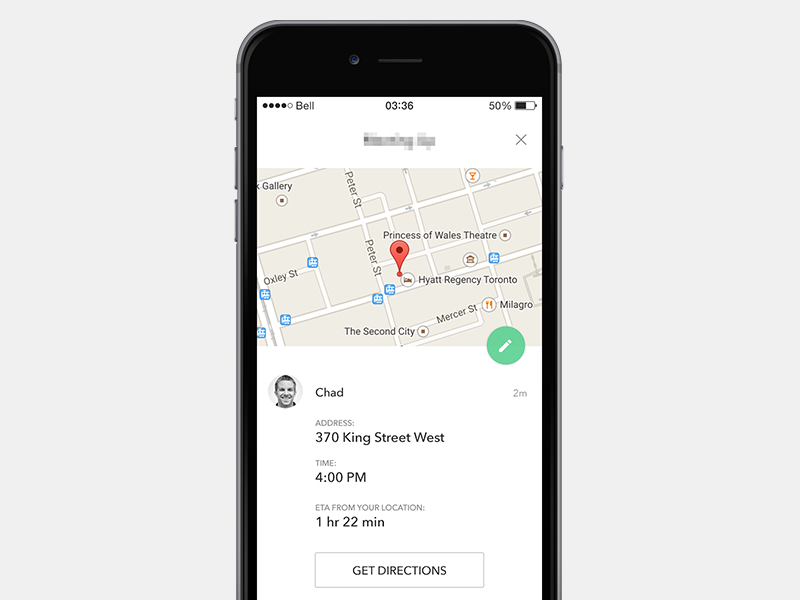 Bell 03:36 50%
k Gallery
Peter St
Princess of Wales Theatre
Peter St
Oxley St
Hyatt Regency Toronto
Milagro
Mercer St
The Second City
Chad 2m
ADDRESS:
370 King Street West
TIME:
4:00 PM
ETA FROM YOUR LOCATION:
1 hr 22 min
GET DIRECTIONS